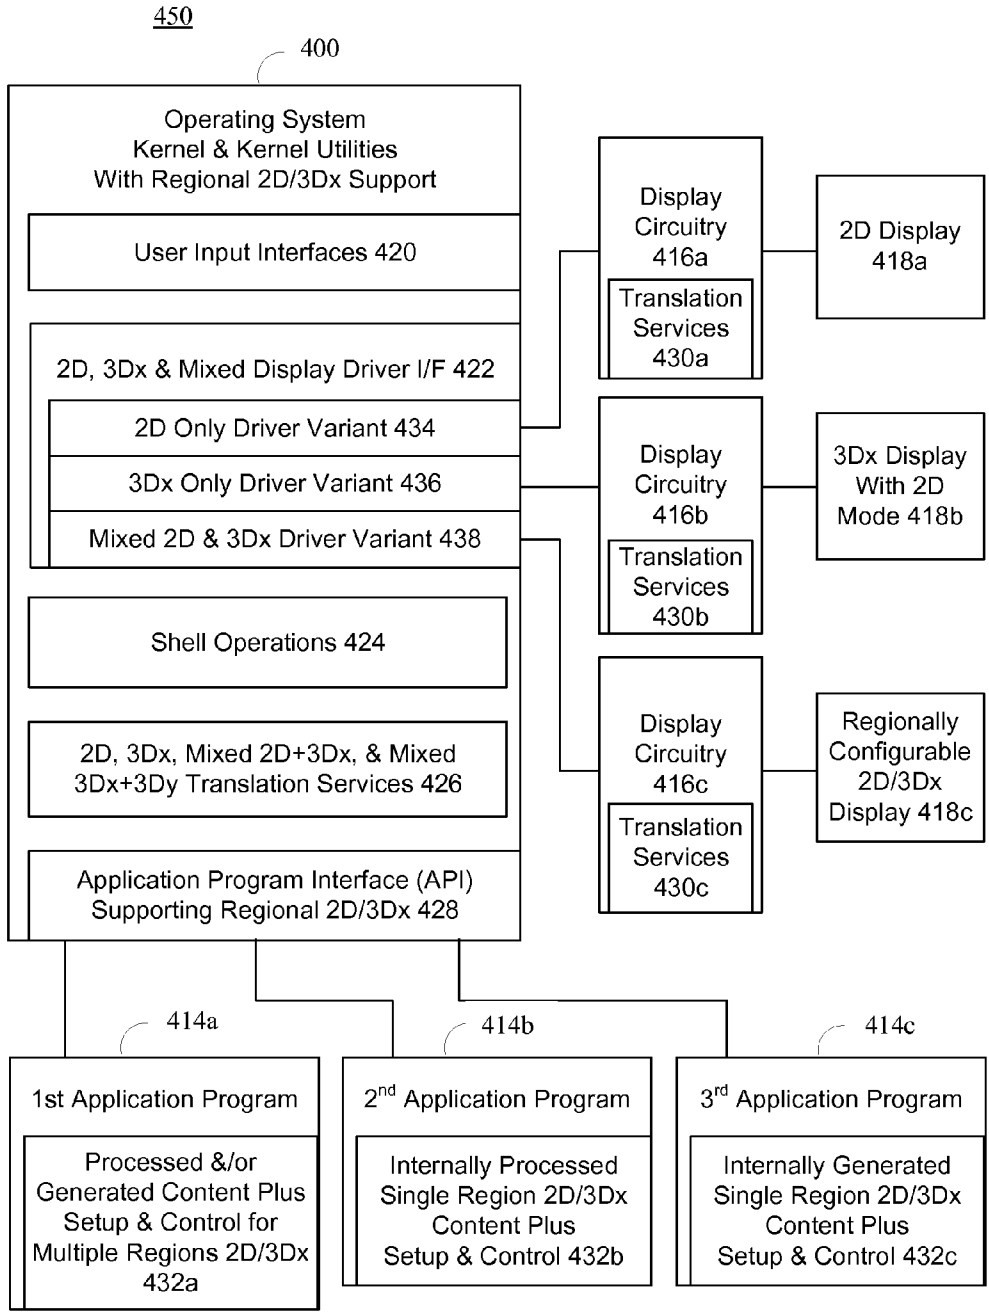 450
400
Operating System
Kernel & Kernel Utilities
With Regional 2D/3Dx Support
User Input Interfaces 420
2D, 3Dx & Mixed Display Driver I/F 422
2D Only Driver Variant 434
3Dx Only Driver Variant 436
Mixed 2D & 3Dx Driver Variant 438
Shell Operations 424
2D, 3Dx, Mixed 2D+3Dx, & Mixed
3Dx+3Dy Translation Services 426
Application Program Interface (API)
Supporting Regional 2D/3Dx 428
Display
Circuitry
416a
Translation
Services
430a
2D Display
418a
Display
Circuitry
416b
Translation
Services
430b
3Dx Display
With 2D
Mode 418b
Display
Circuitry
416c
Translation
Services
430c
Regionally
Configurable
2D/3Dx
Display 418c
414a
1st Application Program
Processed &/or
Generated Content Plus
Setup & Control for
Multiple Regions 2D/3Dx
432a
414b
2nd Application Program
Internally Processed
Single Region 2D/3Dx
Content Plus
Setup & Control 432b
414c
3rd Application Program
Internally Generated
Single Region 2D/3Dx
Content Plus
Setup & Control 432c